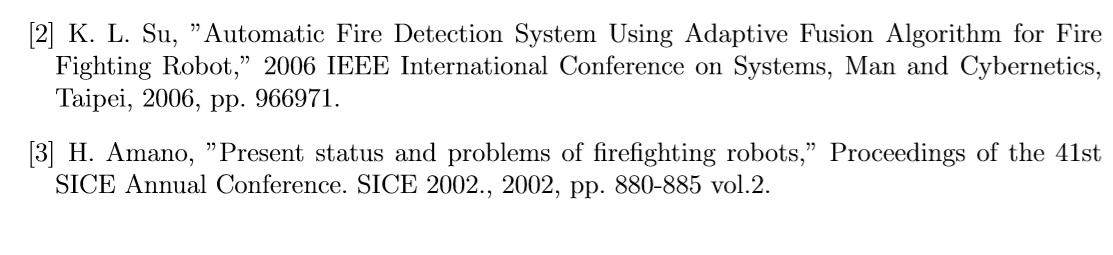 [2] K. L. Su, ”Automatic Fire Detection System Using Adaptive Fusion Algorithm for Fire
Fighting Robot,” 2006 IEEE International Conference on Systems, Man and Cybernetics,
Taipei, 2006, pp. 966971.
[3] H. Amano, ”Present status and problems of firefighting robots,” Proceedings of the 41st
SICE Annual Conference. SICE 2002., 2002, pp. 880-885 vol.2.